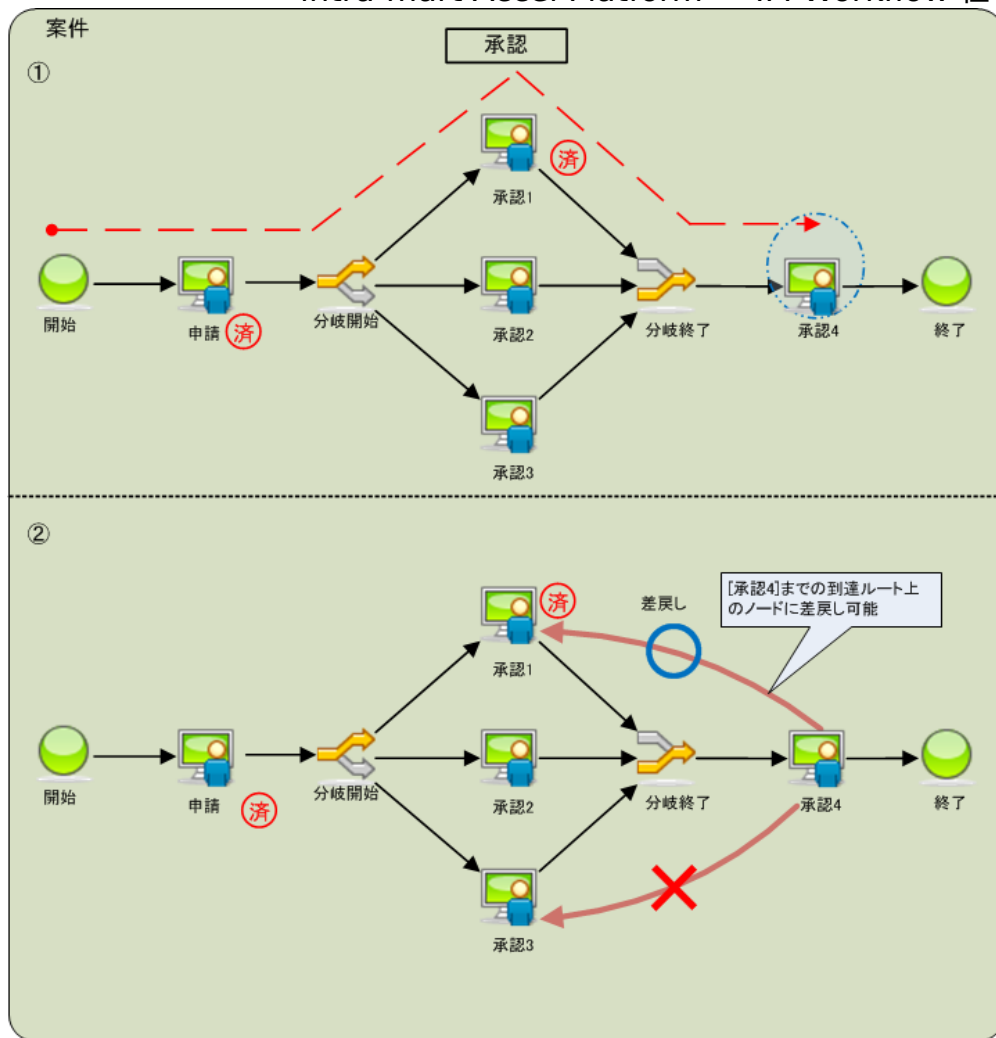 案件
①
承認
済
承認1
開始
申請
済
分岐開始
承認2
分岐終了
承認4
終了
承認3
②
[承認4]までの到達ルート上
のノードに差戻し可能
済
差戻し
承認1
開始
申請
済
分岐開始
承認2
分岐終了
承認4
終了
承認3